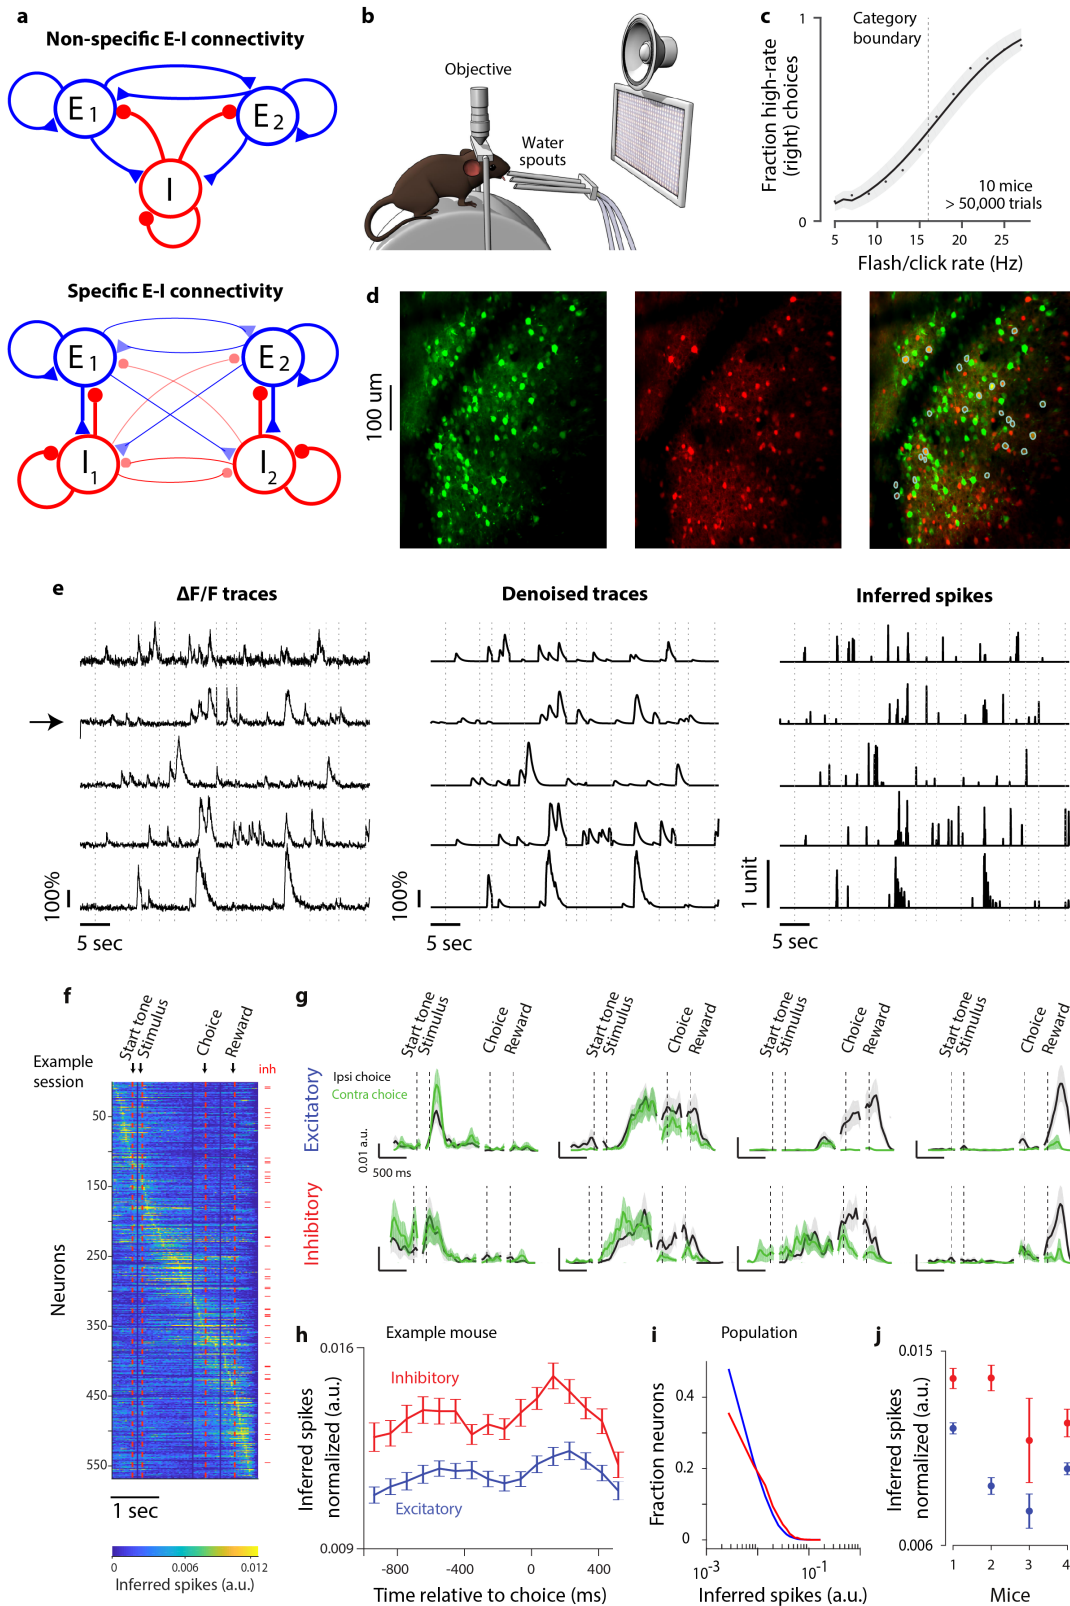 a
Non-specific E-I connectivity
E1
E2
I
Specific E-I connectivity
E1
E2
I1
I2
b
Objective
Water
spouts
c
Category
boundary
Fraction high-rate
(right) choices
1
0
10 mice
> 50,000 trials
5 10 15 20 25
Flash/click rate (Hz)
d
100 um
e
ΔF/F traces
Denoised traces
Inferred spikes
100%
5 sec
100%
5 sec
1 unit
5 sec
f
Start tone
Stimulus
Choice
Reward
Example
session
inh
Neurons
50
150
250
350
450
550
1 sec
0 0.006 0.012
Inferred spikes (a.u.)
g
Start tone
Stimulus
Choice
Reward
Start tone
Stimulus
Choice
Reward
Start tone
Stimulus
Choice
Reward
Start tone
Stimulus
Choice
Reward
Excitatory
Ipsi choice
Contra choice
0.01 a.u.
500 ms
Inhibitory
h
Example mouse
0.016
0.009
Inferred spikes
normalized (a.u.)
Inhibitory
Excitatory
-800 -400 0 400
Time relative to choice (ms)
i
Population
Fraction neurons
0.4
0.2
0
10-3 10-1
Inferred spikes (a.u.)
j
0.015
0.006
Inferred spikes
normalized (a.u.)
1 2 3 4
Mice